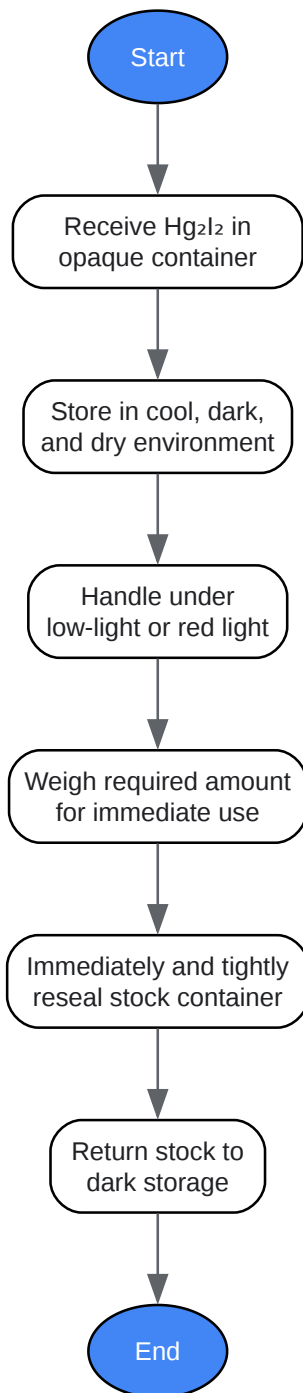 Start
Receive Hg₂I₂ in
opaque container
Store in cool, dark,
and dry environment
Handle under
low-light or red light
Weigh required amount
for immediate use
Immediately and tightly
reseal stock container
Return stock to
dark storage
End